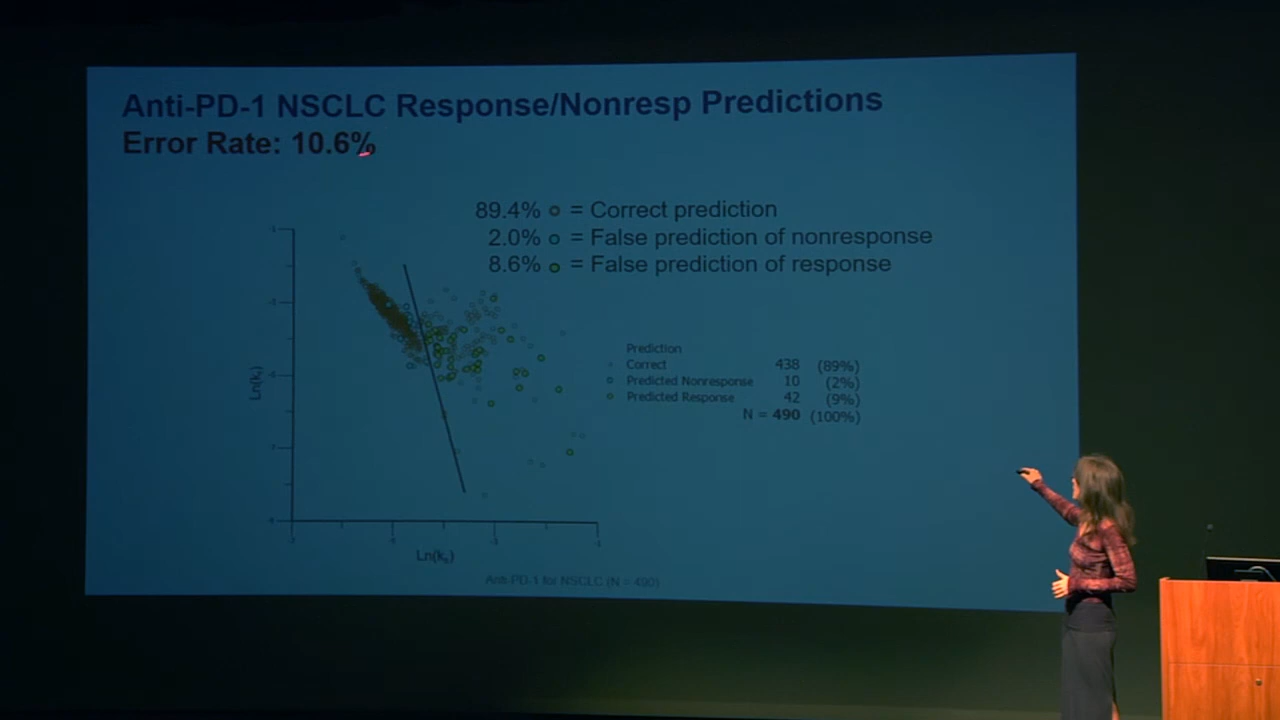 Anti-PD-1 NSCLC Response/Nonresp Predictions
Error Rate: 10.6%
89.4% = Correct prediction
2.0% = False prediction of nonresponse
8.6% = False prediction of response
Prediction
Correct 438 (89%)
Predicted Nonresponse 10 (2%)
Predicted Response 42 (9%)
N = 490 (100%)
Anti-PD-1 for NSCLC (N = 490)